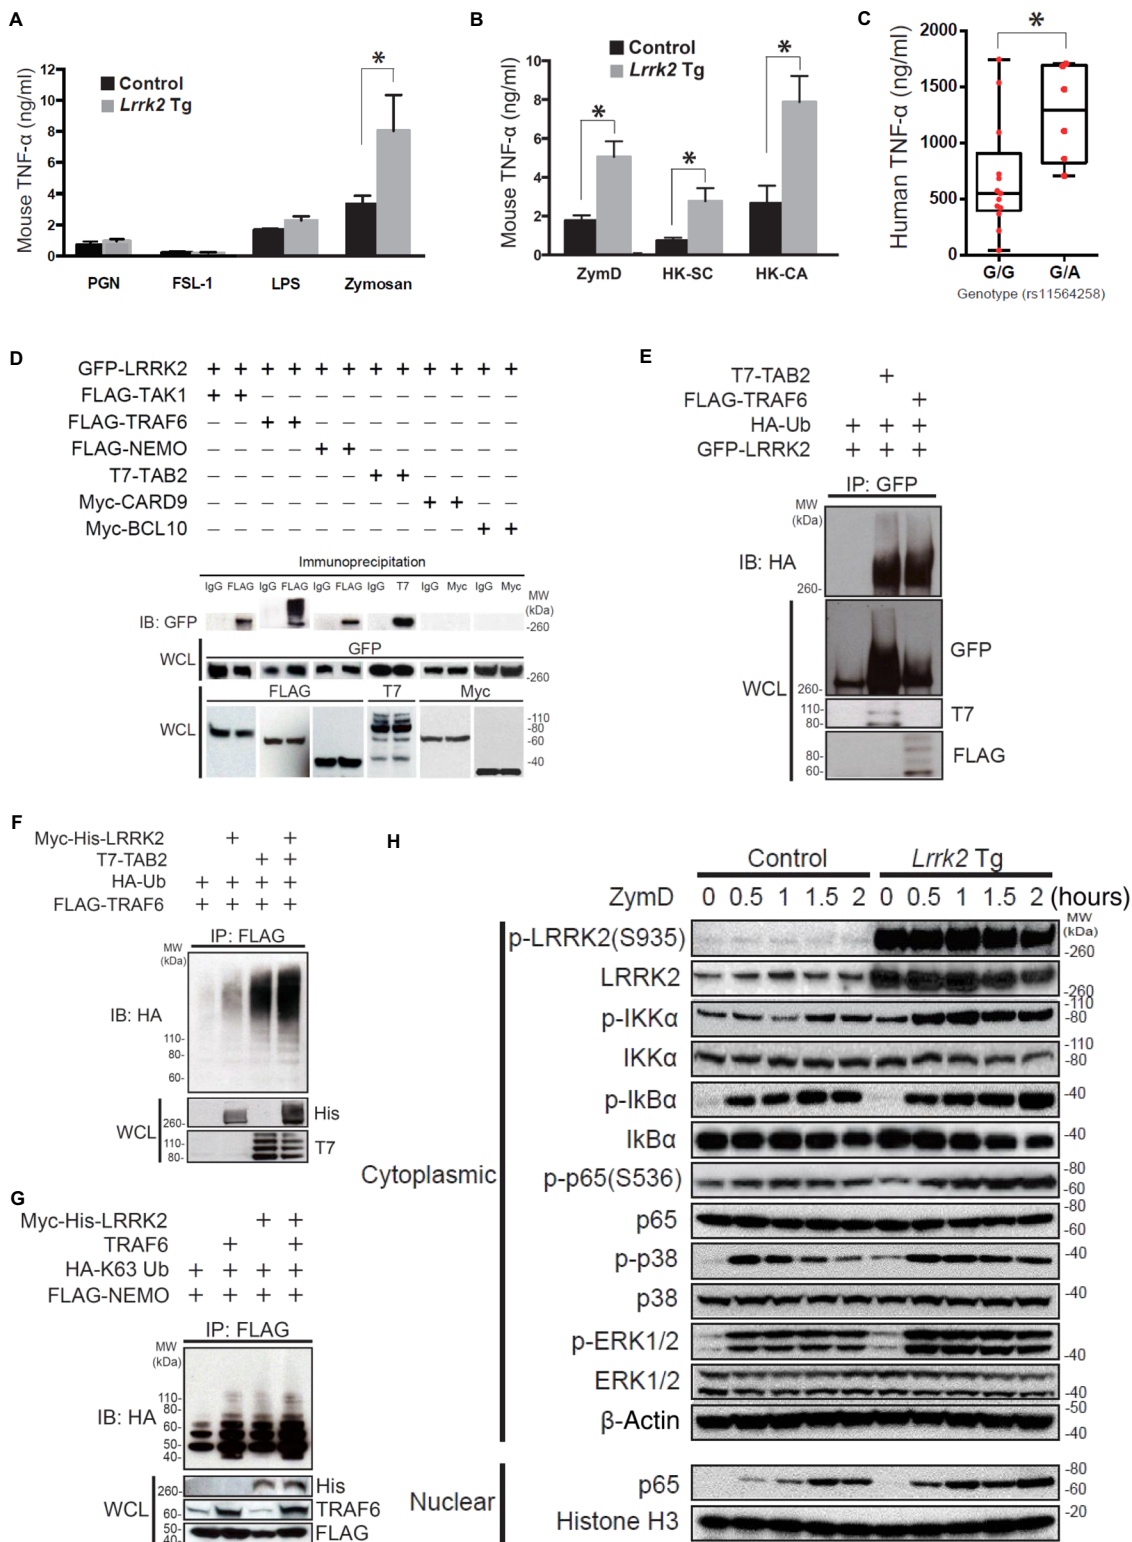 A
Mouse TNF-α (ng/ml)
12
10
8
6
4
2
0
Control
Lrrk2 Tg
*
PGN FSL-1 LPS Zymosan
B
Mouse TNF-α (ng/ml)
10
8
6
4
2
0
Control
Lrrk2 Tg
* * *
ZymD HK-SC HK-CA
C
Human TNF-α (ng/ml)
2000
1500
1000
500
0
*
G/G G/A
Genotype (rs11564258)
D
GFP-LRRK2 + + + + + + + + + + + +
FLAG-TAK1 + + – – – – – – – – – –
FLAG-TRAF6 – – + + – – – – – – – –
FLAG-NEMO – – – – + + – – – – – –
T7-TAB2 – – – – – – + + – – – –
Myc-CARD9 – – – – – – – – + + – –
Myc-BCL10 – – – – – – – – – – + +
Immunoprecipitation
IgG FLAG IgG FLAG IgG FLAG IgG T7 IgG Myc IgG Myc
MW
(kDa)
IB: GFP -260
GFP
WCL -260
FLAG T7 Myc
WCL
-110
-80
-60
-40
E
T7-TAB2 +
FLAG-TRAF6 +
HA-Ub + + +
GFP-LRRK2 + + +
IP: GFP
MW
(kDa)
IB: HA
260-
WCL
GFP
260-
110-
80-
T7
80-
60-
FLAG
F
Myc-His-LRRK2 + +
T7-TAB2 + +
HA-Ub + + + +
FLAG-TRAF6 + + + +
IP: FLAG
MW
(kDa)
IB: HA
110-
80-
60-
WCL
260-
His
110-
80-
T7
G
Myc-His-LRRK2 + +
TRAF6 + +
HA-K63 Ub + + + +
FLAG-NEMO + + + +
IP: FLAG
MW
(kDa)
IB: HA
110-
80-
60-
50-
40-
WCL
260-
His
60-
TRAF6
50-
40-
FLAG
H
Control Lrrk2 Tg
ZymD 0 0.5 1 1.5 2 0 0.5 1 1.5 2 (hours)
MW
(kDa)
Cytoplasmic
p-LRRK2(S935) -260
LRRK2 -260
p-IKKα -110
-80
IKKα -110
-80
p-IkBα -40
IkBα -40
p-p65(S536) -80
-60
p65 -80
-60
p-p38 -40
p38 -40
p-ERK1/2 -40
ERK1/2 -40
β-Actin -50
-40
Nuclear
p65 -80
-60
Histone H3 -20